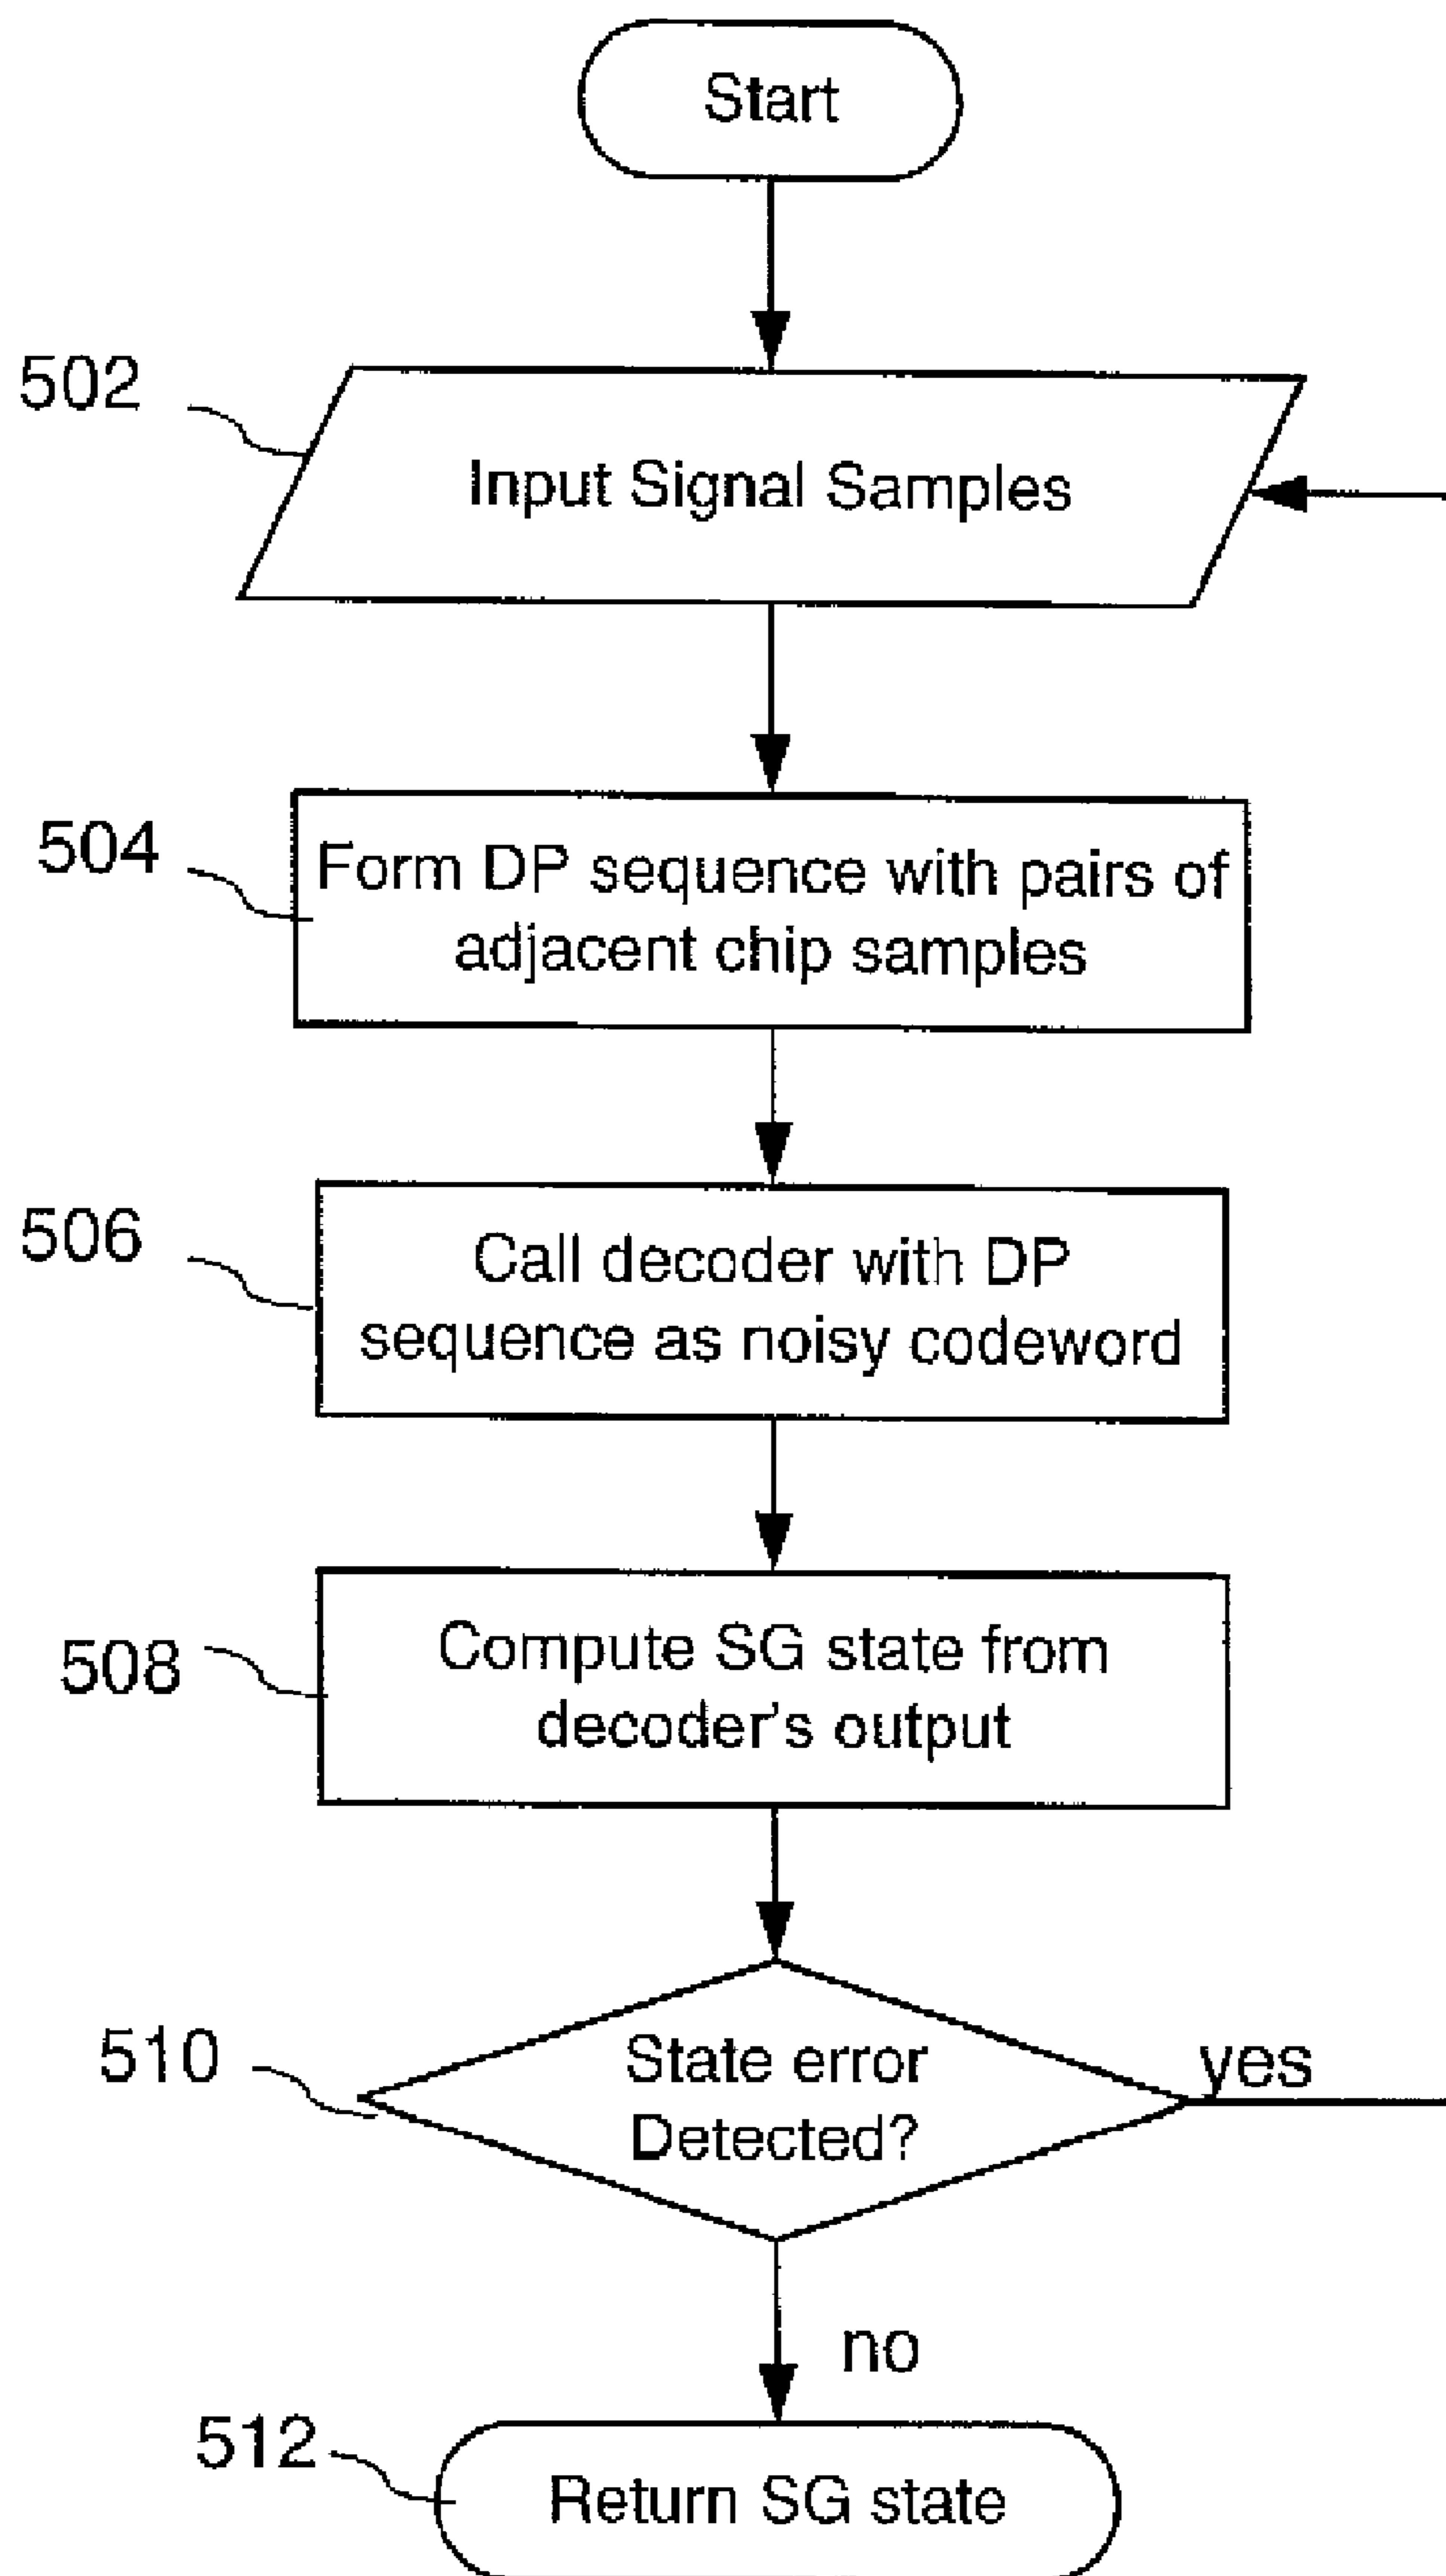 Start
502
Input Signal Samples
504
Form DP sequence with pairs of
adjacent chip samples
506
Call decoder with DP
sequence as noisy codeword
508
Compute SG state from
decoder's output
510
State error
Detected?
yes
no
512
Return SG state